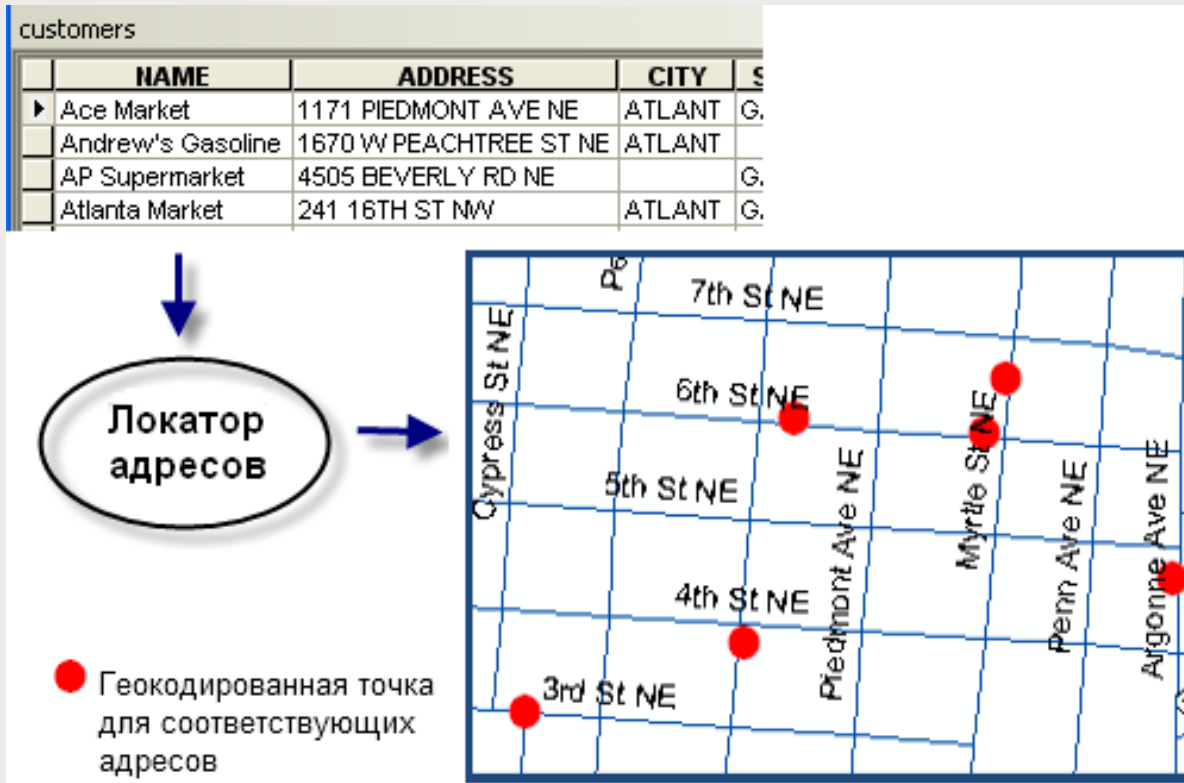 customers
NAME ADDRESS CITY
Ace Market 1171 PIEDMONT AVE NE ATLANT G.
Andrew's Gasoline 1670 W PEACHTREE ST NE ATLANT
AP Supermarket 4505 BEVERLY RD NE G.
Atlanta Market 241 16TH ST NW ATLANT G.
Локатор
адресов
7th St NE
Cypress St NE
6th St NE
5th St NE
Piedmont Ave NE
Myrtle St NE
Penn Ave NE
Argonne Ave NE
4th St NE
3rd St NE
Геокодированная точка
для соответствующих
адресов